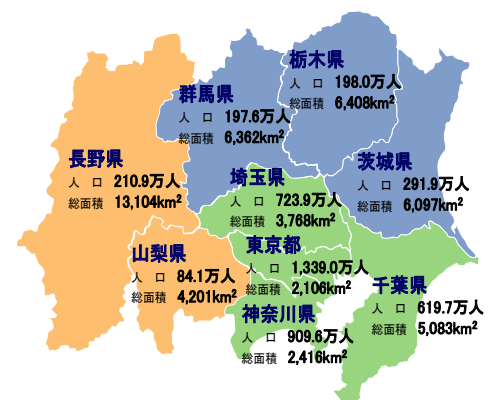 栃木県
人 口 198.0万人
総面積 6,408km²
群馬県
人 口 197.6万人
総面積 6,362km²
長野県
人 口 210.9万人
総面積 13,104km²
茨城県
人 口 291.9万人
総面積 6,097km²
埼玉県
人 口 723.9万人
総面積 3,768km²
東京都
人 口 1,339.0万人
総面積 2,106km²
山梨県
人 口 84.1万人
総面積 4,201km²
千葉県
人 口 619.7万人
総面積 5,083km²
神奈川県
人 口 909.6万人
総面積 2,416km²